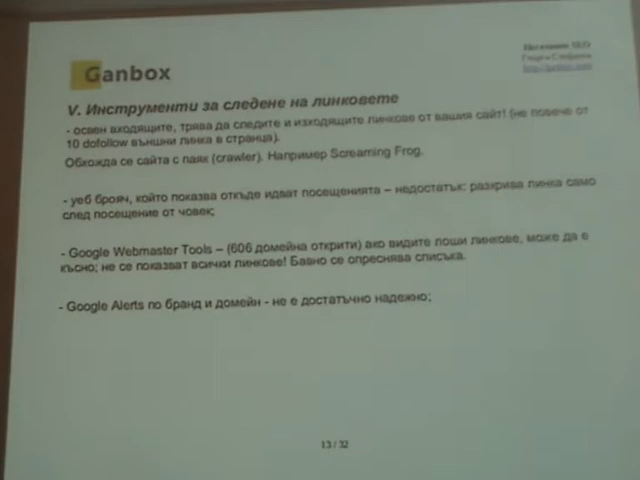 Ganbox
V. Инструменти за следене на линковете
- освен входящите, трява да следите и изходящите линкове от вашия сайт! (не повече от
10 dofollow външни линка в страница).
Обхожда се сайта с паяк (crawler). Например Screaming Frog.
- уеб брояч, който показва откъде идват посещенията – недостатък: разкрива линка само
след посещение от човек;
- Google Webmaster Tools – (606 домейна открити) ако видите лоши линкове, може да е
късно; не се показват всички линкове! Бавно се опреснява списъка.
- Google Alerts по бранд и домейн - не е достатъчно надежно;
13 / 32